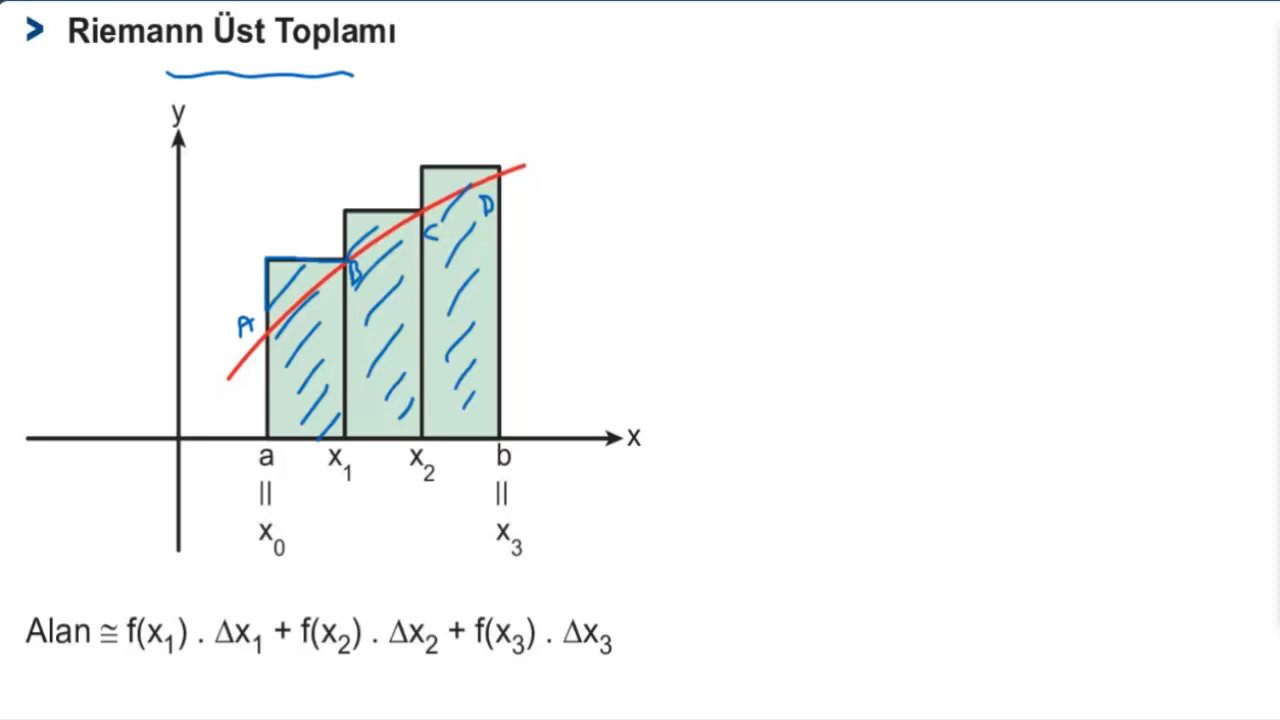 > Riemann Üst Toplamı
y
D
C
B
A
x
a x₁ x₂ b
|| ||
x₀ x₃
Alan ≅ f(x₁) . Δx₁ + f(x₂) . Δx₂ + f(x₃) . Δx₃